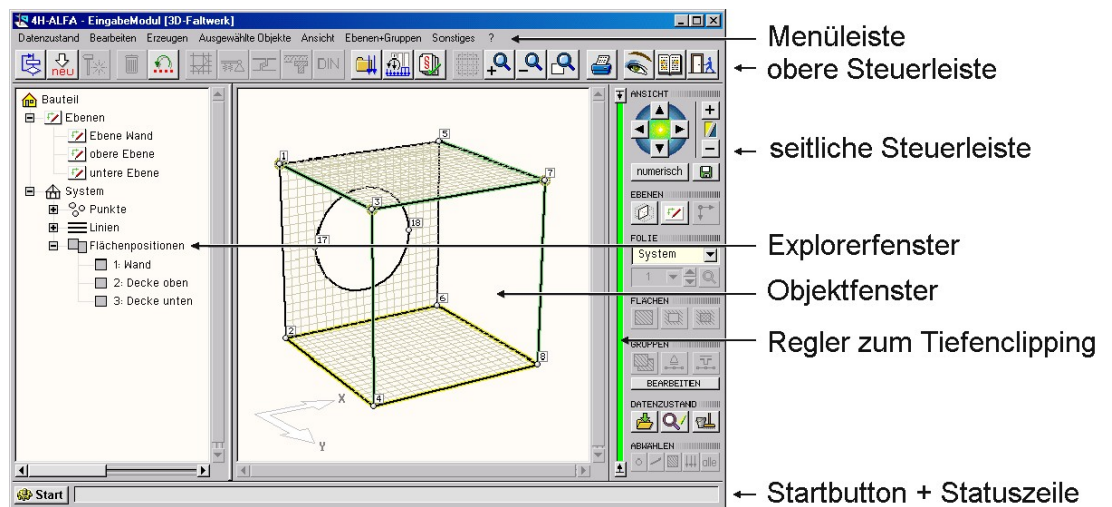 4H-ALFA - EingabeModul [3D-Faltwerk]
Datenzustand Bearbeiten Erzeugen Ausgewählte Objekte Ansicht Ebenen+Gruppen Sonstiges ?
Menüleiste
neu
DIN
obere Steuerleiste
Bauteil
Ebenen
Ebene Wand
obere Ebene
untere Ebene
System
Punkte
Linien
Flächenpositionen
1: Wand
2: Decke oben
3: Decke unten
1
5
7
3
18
17
6
2
8
4
X
Y
ANSICHT
numerisch
seitliche Steuerleiste
EBENEN
FOLIE
System
1
Explorerfenster
Objektfenster
FLÄCHEN
Regler zum Tiefenclipping
GRUPPEN
BEARBEITEN
DATENZUSTAND
ABWÄHLEN
alle
Start
Startbutton + Statuszeile